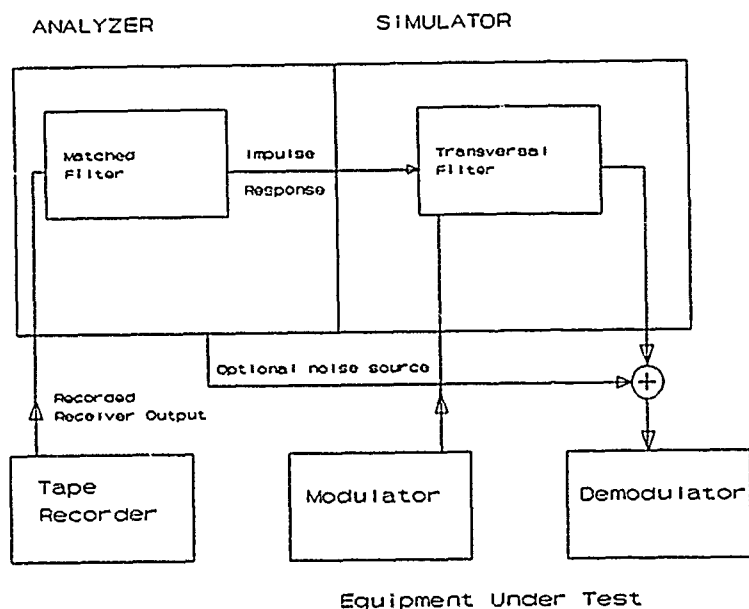 ANALYZER
SIMULATOR
Matched
Filter
Impulse
Response
Transversal
Filter
Optional noise source
+
Recorded
Receiver Output
Tape
Recorder
Modulator
Demodulator
Equipment Under Test